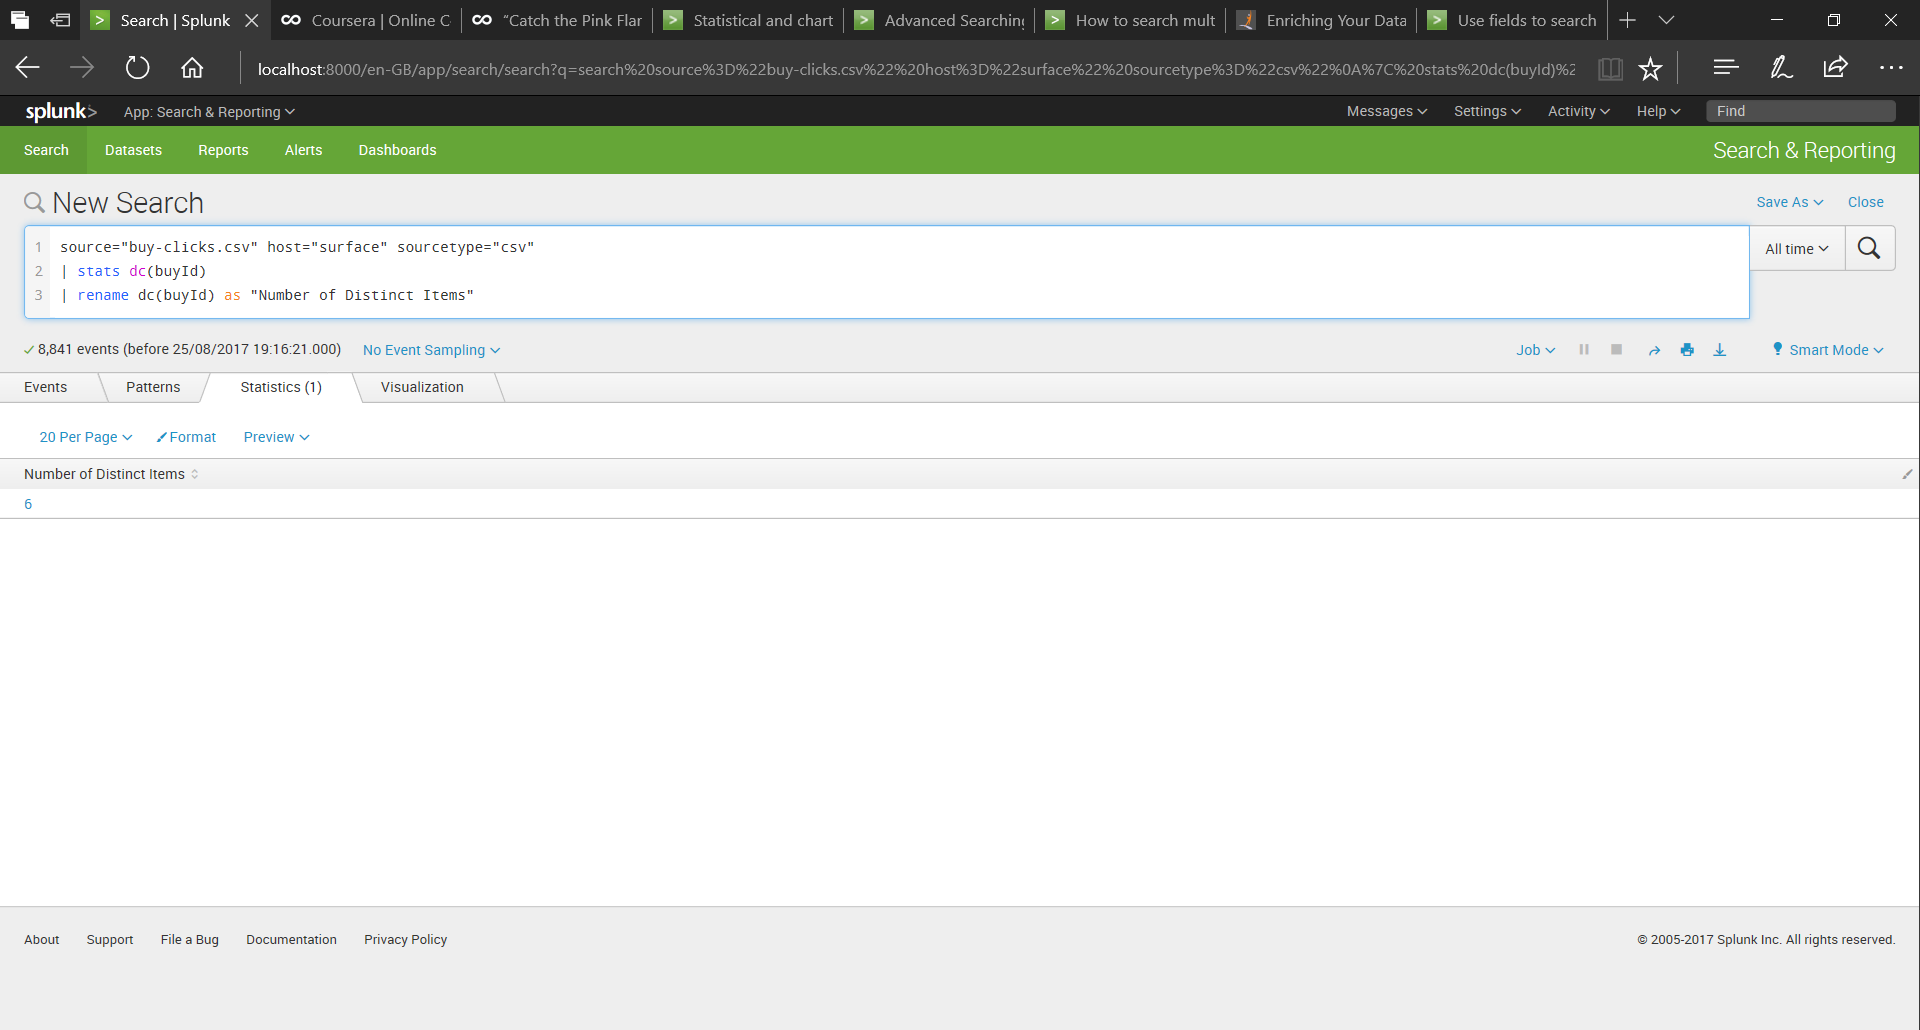 Search | Splunk
Coursera | Online C
"Catch the Pink Flar
Statistical and chart
Advanced Searching
How to search mult
Enriching Your Data
Use fields to search
localhost:8000/en-GB/app/search/search?q=search%20source%3D%22buy-clicks.csv%22%20host%3D%22surface%22%20sourcetype%3D%22csv%22%0A%7C%20stats%20dc(buyId)%2
splunk> App: Search & Reporting
Messages Settings Activity Help Find
Search Datasets Reports Alerts Dashboards
Search & Reporting
New Search
Save As Close
1 source="buy-clicks.csv" host="surface" sourcetype="csv"
2 | stats dc(buyId)
3 | rename dc(buyId) as "Number of Distinct Items"
All time
8,841 events (before 25/08/2017 19:16:21.000) No Event Sampling
Job Smart Mode
Events Patterns Statistics (1) Visualization
20 Per Page Format Preview
Number of Distinct Items
6
About Support File a Bug Documentation Privacy Policy
© 2005-2017 Splunk Inc. All rights reserved.